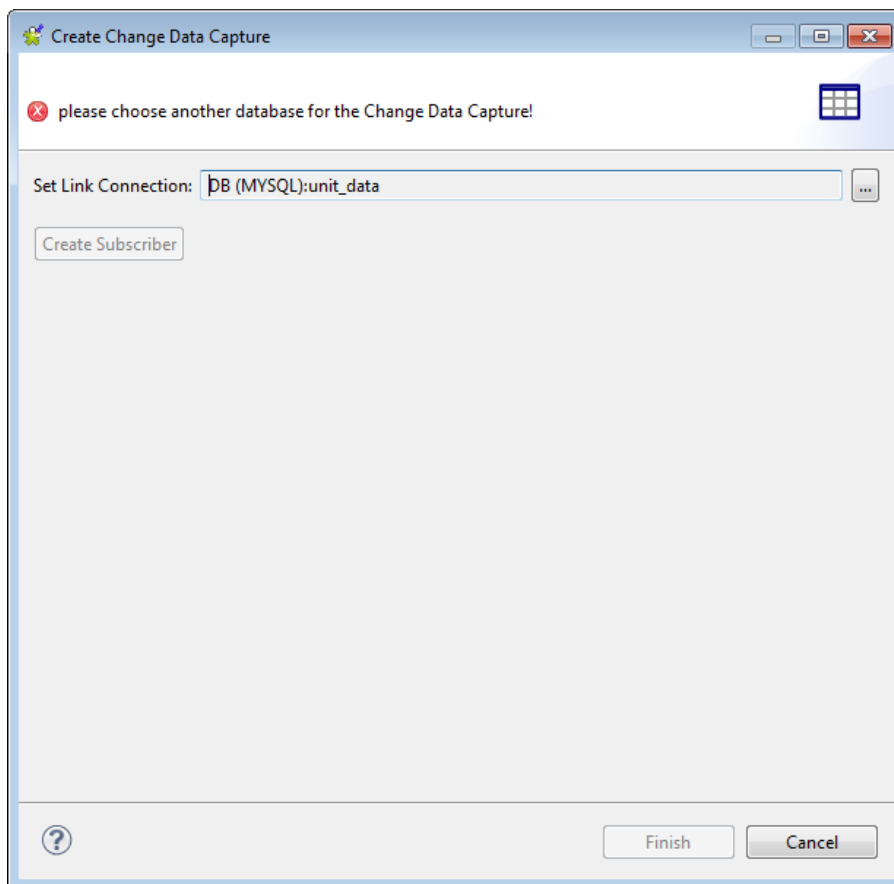 Create Change Data Capture
please choose another database for the Change Data Capture!
Set Link Connection: DB (MYSQL):unit_data ...
Create Subscriber
? Finish Cancel